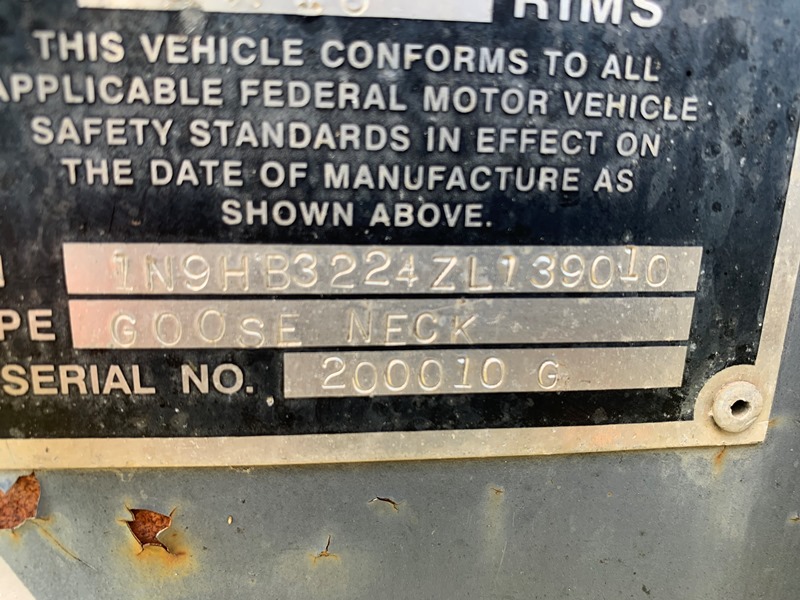 RIMS
THIS VEHICLE CONFORMS TO ALL
APPLICABLE FEDERAL MOTOR VEHICLE
SAFETY STANDARDS IN EFFECT ON
THE DATE OF MANUFACTURE AS
SHOWN ABOVE.
1N9HB3224ZL139010
PE GOOSE NECK
SERIAL NO. 200010 G